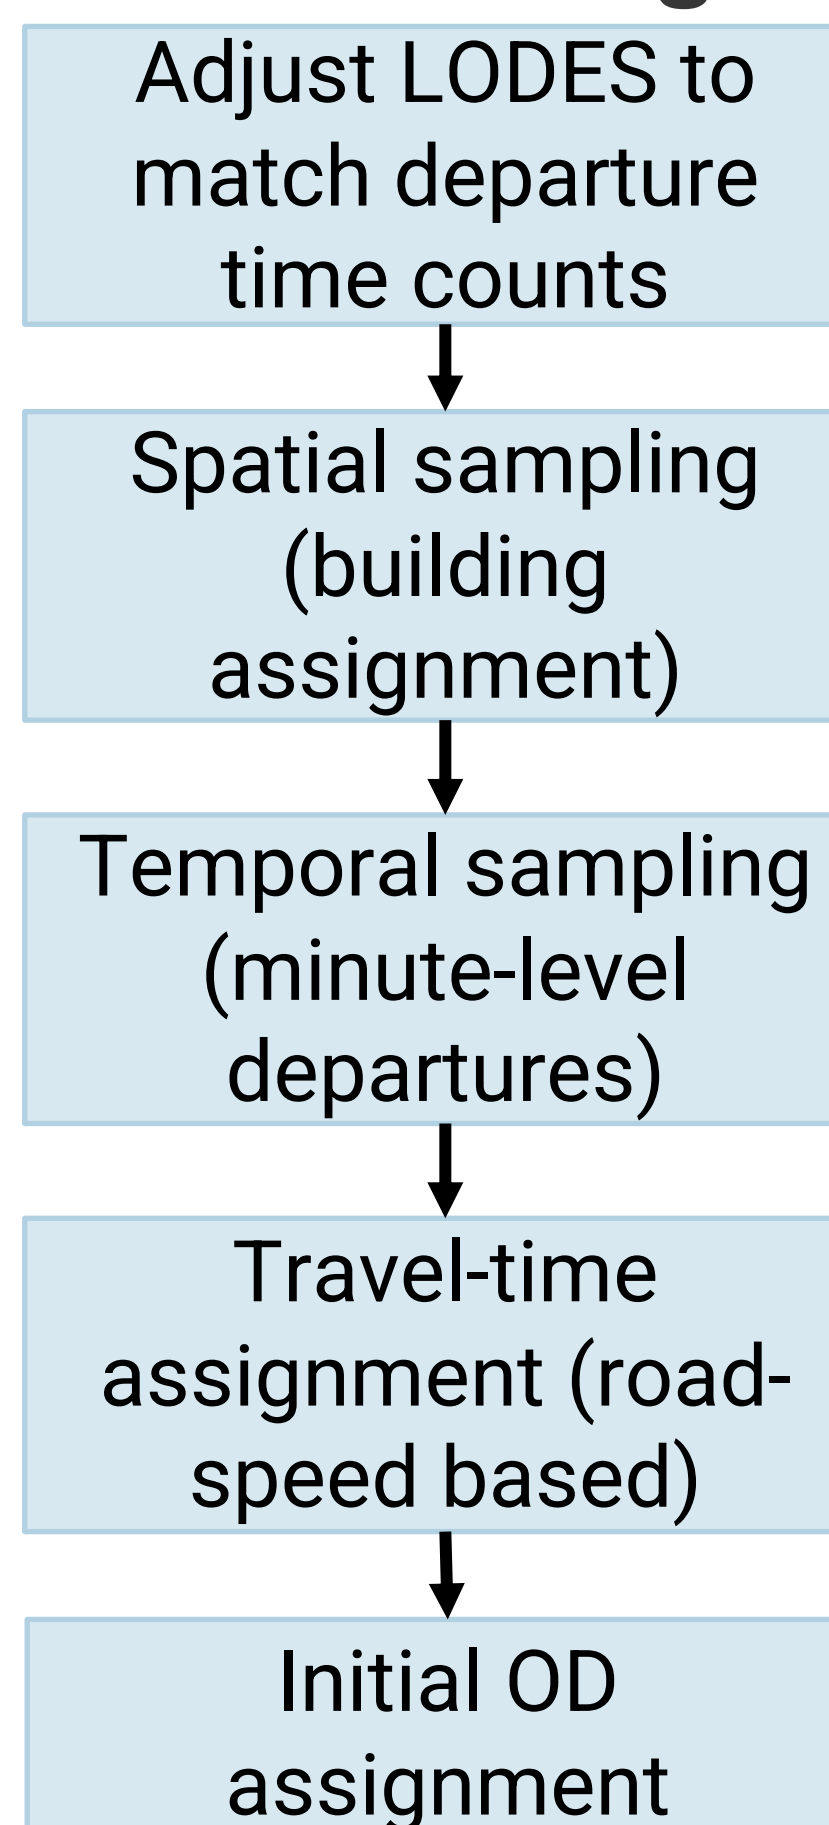 Adjust LODES to
match departure
time counts
Spatial sampling
(building
assignment)
Temporal sampling
(minute-level
departures)
Travel-time
assignment (road-
speed based)
Initial OD
assignment